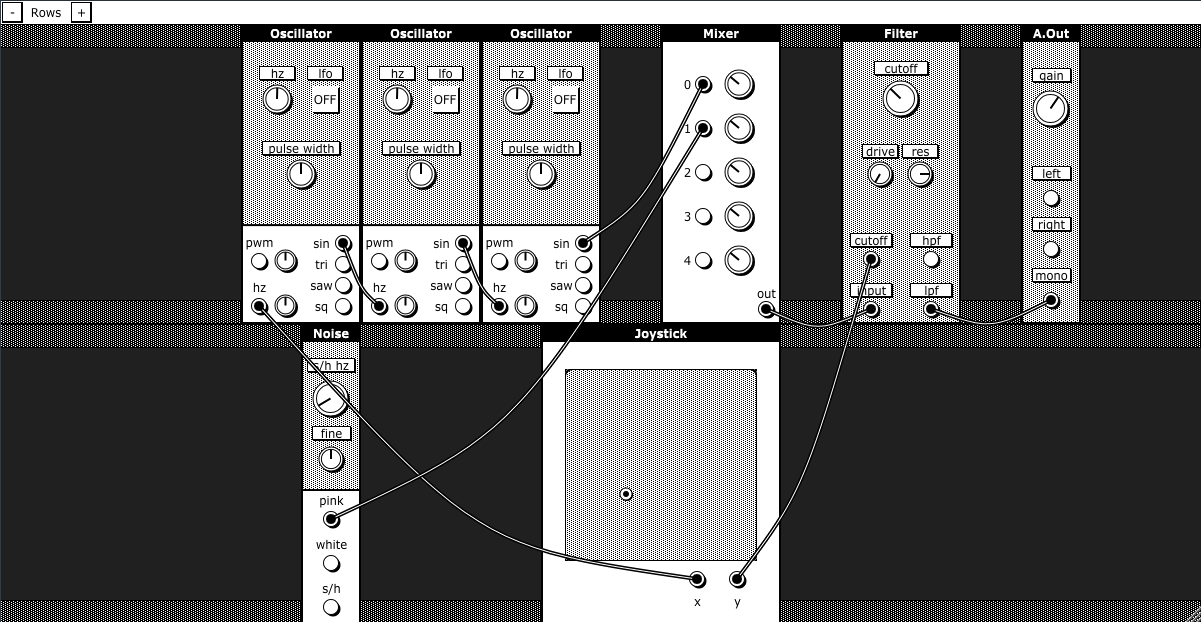 - Rows +
Oscillator Oscillator Oscillator Mixer Filter A.Out
hz lfo hz lfo hz lfo cutoff gain
OFF OFF OFF
0
1
2
3
4
pulse width pulse width pulse width drive res
left
right
pwm sin pwm sin pwm sin cutoff hpf
tri tri tri mono
hz saw hz saw hz saw out input lpf
sq sq sq
Noise Joystick
s/h hz
fine
pink
white
s/h
x y